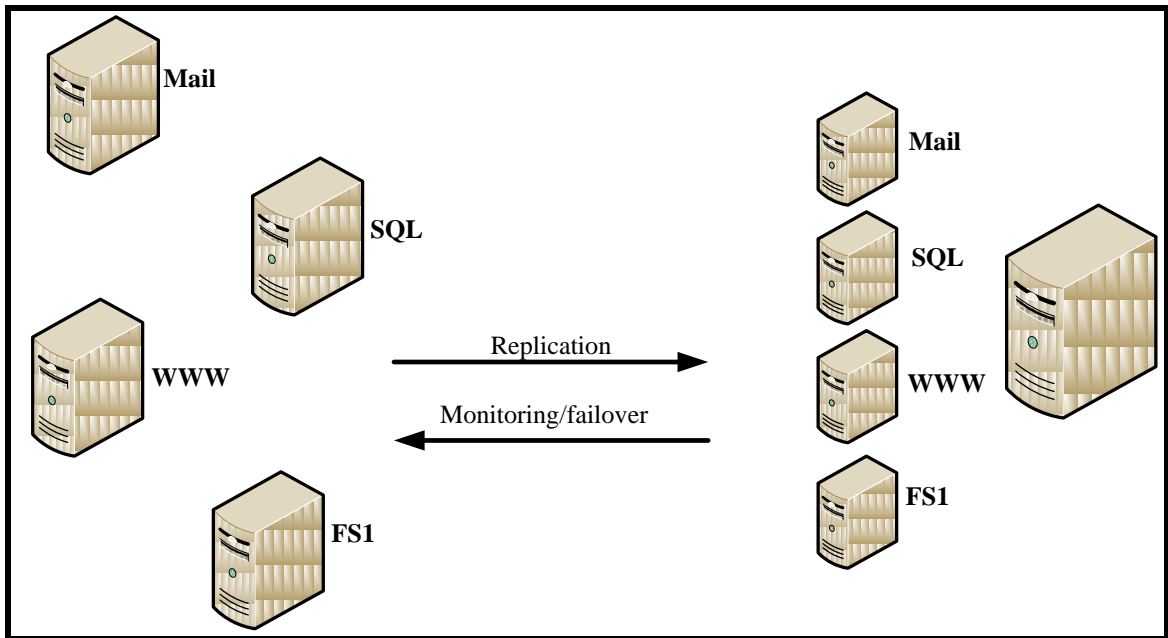 Mail
SQL
WWW
FS1
Replication
Monitoring/failover
Mail
SQL
WWW
FS1